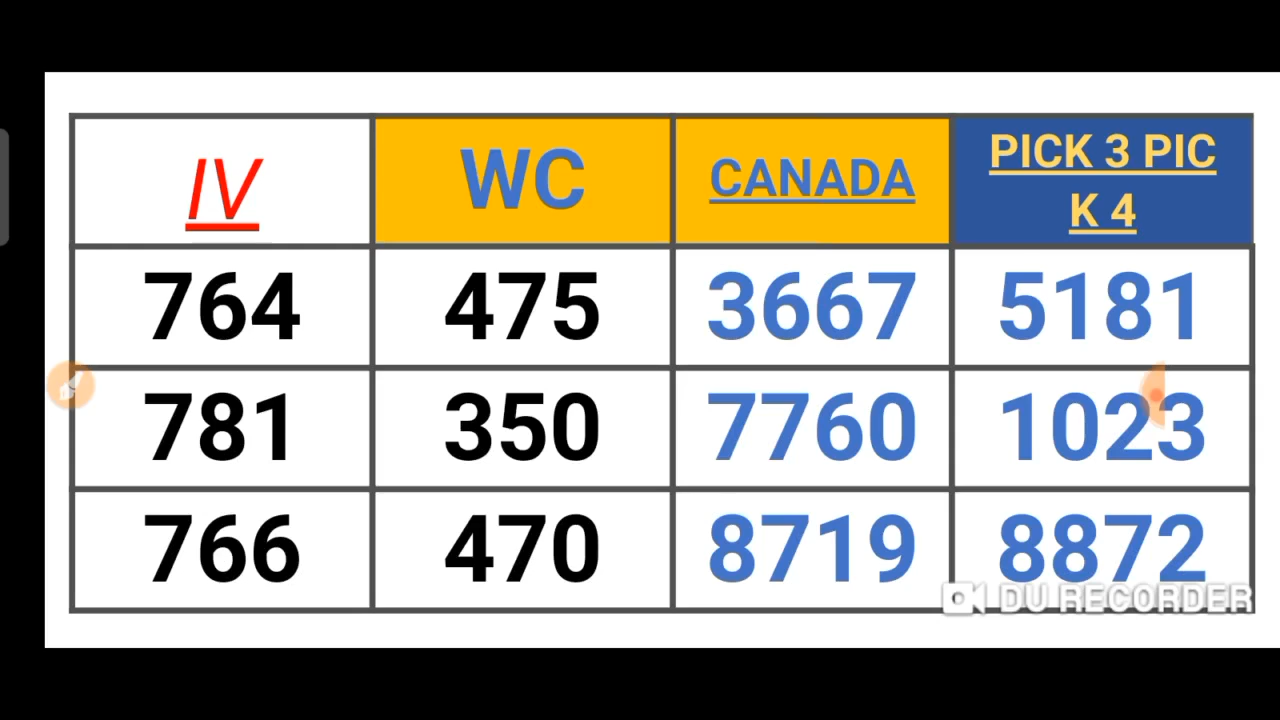 IV WC CANADA PICK 3 PIC
K 4
764 475 3667 5181
781 350 7760 1023
766 470 8719 8872
DU RECORDER